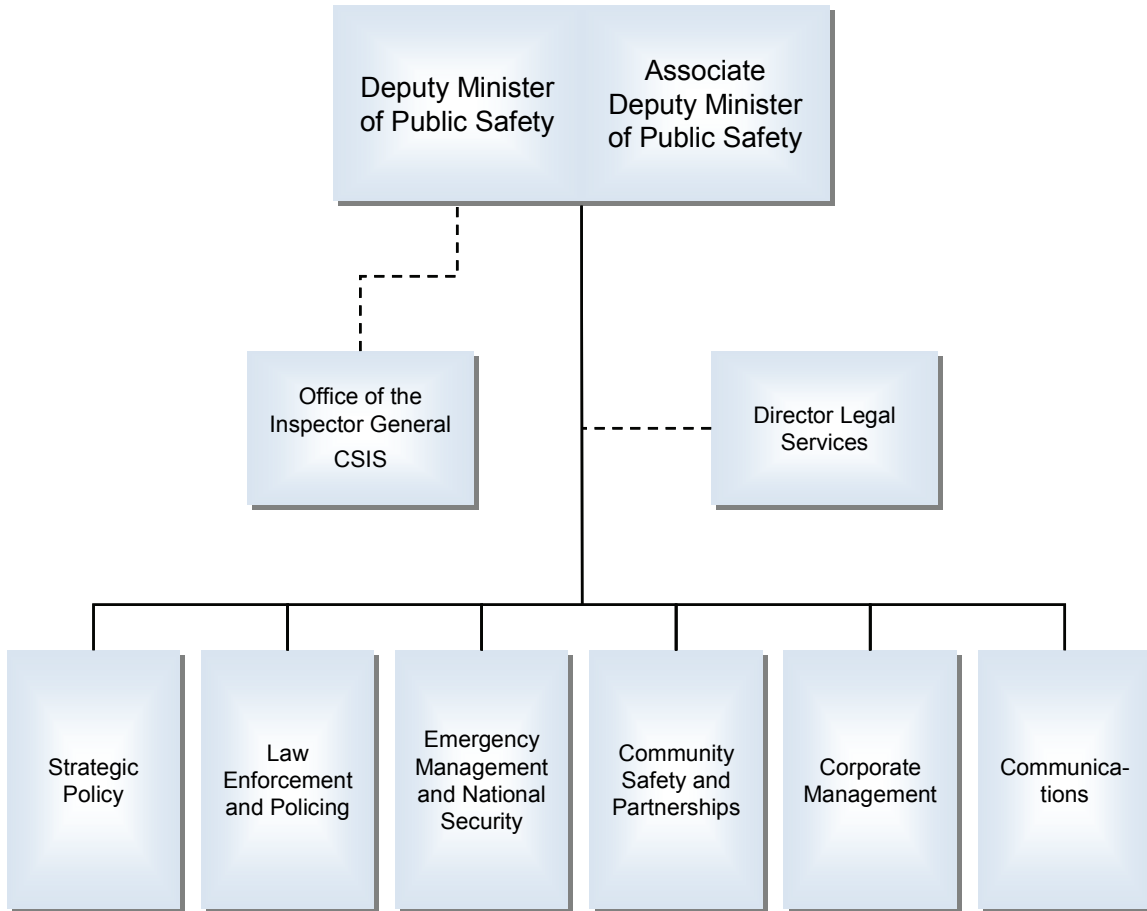 Deputy Minister
of Public Safety
Associate
Deputy Minister
of Public Safety
Office of the
Inspector General
CSIS
Director Legal
Services
Strategic
Policy
Law
Enforcement
and Policing
Emergency
Management
and National
Security
Community
Safety and
Partnerships
Corporate
Management
Communica-
tions